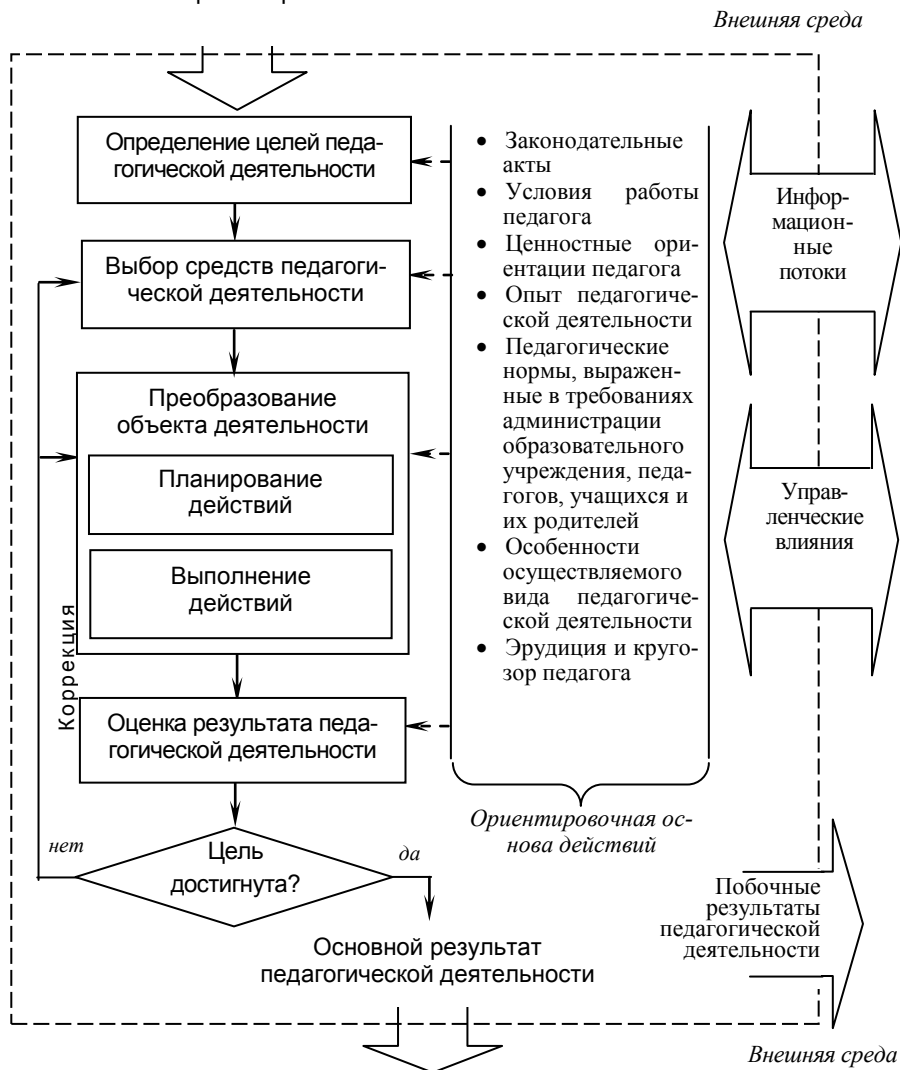 Внешняя среда
Определение целей педа-
гогической деятельности
Выбор средств педагоги-
ческой деятельности
Преобразование
объекта деятельности
Планирование
действий
Выполнение
действий
Коррекция
Оценка результата педа-
гогической деятельности
нет
Цель
достигнута?
да
Основной результат
педагогической деятельности
• Законодательные
акты
• Условия работы
педагога
• Ценностные ори-
ентации педагога
• Опыт педагогиче-
ской деятельности
• Педагогические
нормы, выражен-
ные в требованиях
администрации
образовательного
учреждения, педа-
гогов, учащихся и
их родителей
• Особенности
осуществляемого
вида педагогиче-
ской деятельности
• Эрудиция и круго-
зор педагога
Ориентировочная ос-
нова действий
Инфор-
мацион-
ные
потоки
Управ-
ленческие
влияния
Побочные
результаты
педагогической
деятельности
Внешняя среда